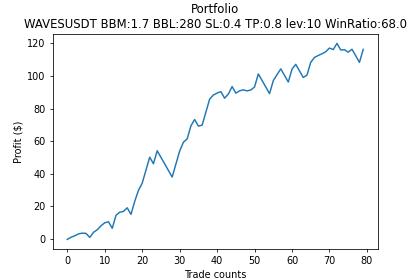 Portfolio
WAVESUSDT BBM:1.7 BBL:280 SL:0.4 TP:0.8 lev:10 WinRatio:68.0
120
100
80
60
40
20
0
Profit ($)
0 10 20 30 40 50 60 70 80
Trade counts